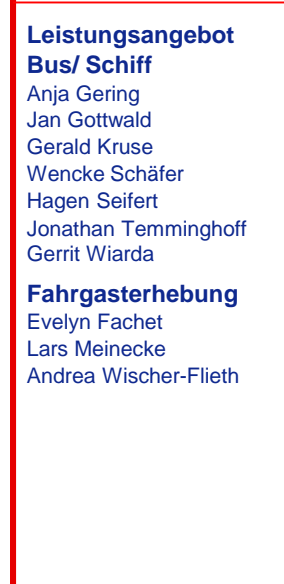 Leistungsangebot
Bus/ Schiff
Anja Gering
Jan Gottwald
Gerald Kruse
Wencke Schäfer
Hagen Seifert
Jonathan Temminghoff
Gerrit Wiarda
Fahrgasterhebung
Evelyn Fachet
Lars Meinecke
Andrea Wischer-Flieth